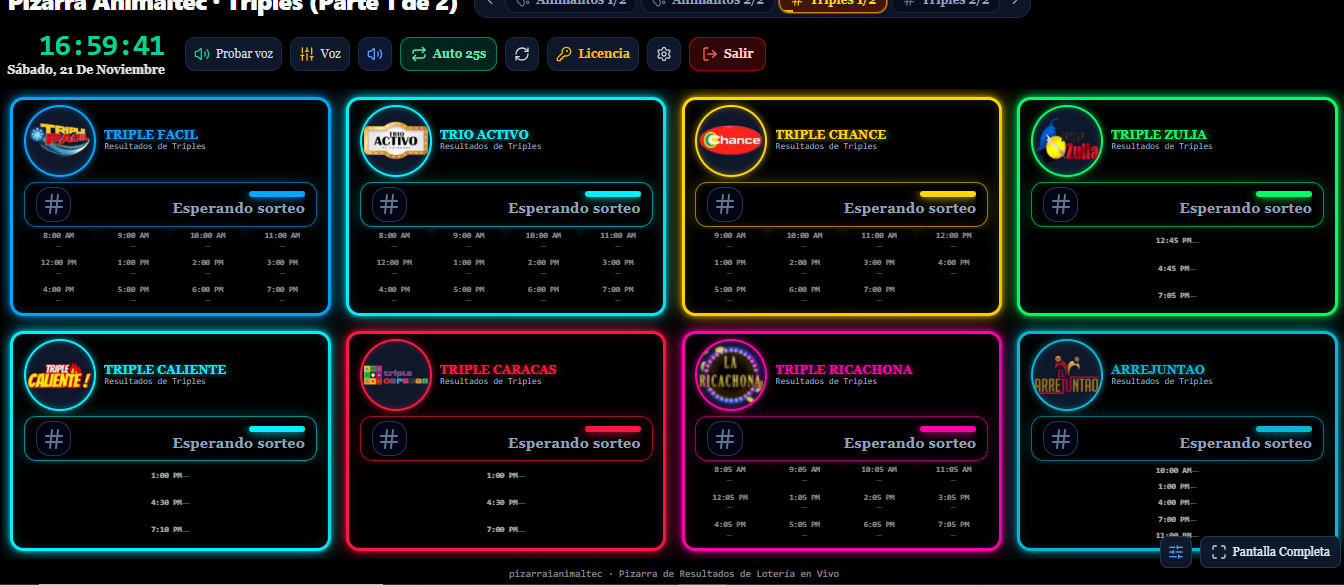 Pizarra Animaltec • Triples (Parte 1 de 2)
Animalitos 1/2
Animalitos 2/2
# Triples 1/2
# Triples 2/2
16:59:41
Sábado, 21 De Noviembre
Probar voz
Voz
Auto 25s
Licencia
Salir
TRIPLE FACIL
Resultados de Triples
#
Esperando sorteo
8:00 AM 9:00 AM 10:00 AM 11:00 AM
— — — —
12:00 PM 1:00 PM 2:00 PM 3:00 PM
— — — —
4:00 PM 5:00 PM 6:00 PM 7:00 PM
— — — —
TRIO ACTIVO
TRIO ACTIVO
Resultados de Triples
#
Esperando sorteo
8:00 AM 9:00 AM 10:00 AM 11:00 AM
— — — —
12:00 PM 1:00 PM 2:00 PM 3:00 PM
— — — —
4:00 PM 5:00 PM 6:00 PM 7:00 PM
— — — —
Chance
TRIPLE CHANCE
Resultados de Triples
#
Esperando sorteo
9:00 AM 10:00 AM 11:00 AM 12:00 PM
— — — —
1:00 PM 2:00 PM 3:00 PM 4:00 PM
— — — —
5:00 PM 6:00 PM 7:00 PM
— — —
Zulia
TRIPLE ZULIA
Resultados de Triples
#
Esperando sorteo
12:45 PM—
4:45 PM—
7:05 PM—
TRIPLE CALIENTE!
TRIPLE CALIENTE
Resultados de Triples
#
Esperando sorteo
1:00 PM—
4:30 PM—
7:10 PM—
triple
TRIPLE CARACAS
Resultados de Triples
#
Esperando sorteo
1:00 PM—
4:30 PM—
7:00 PM—
LA RICACHONA
TRIPLE RICACHONA
Resultados de Triples
#
Esperando sorteo
8:05 AM 9:05 AM 10:05 AM 11:05 AM
— — — —
12:05 PM 1:05 PM 2:05 PM 3:05 PM
— — — —
4:05 PM 5:05 PM 6:05 PM 7:05 PM
— — — —
EL ARREJUNTAO
ARREJUNTAO
Resultados de Triples
#
Esperando sorteo
10:00 AM—
1:00 PM—
4:00 PM—
7:00 PM—
Pantalla Completa
pizarraianimaltec · Pizarra de Resultados de Lotería en Vivo